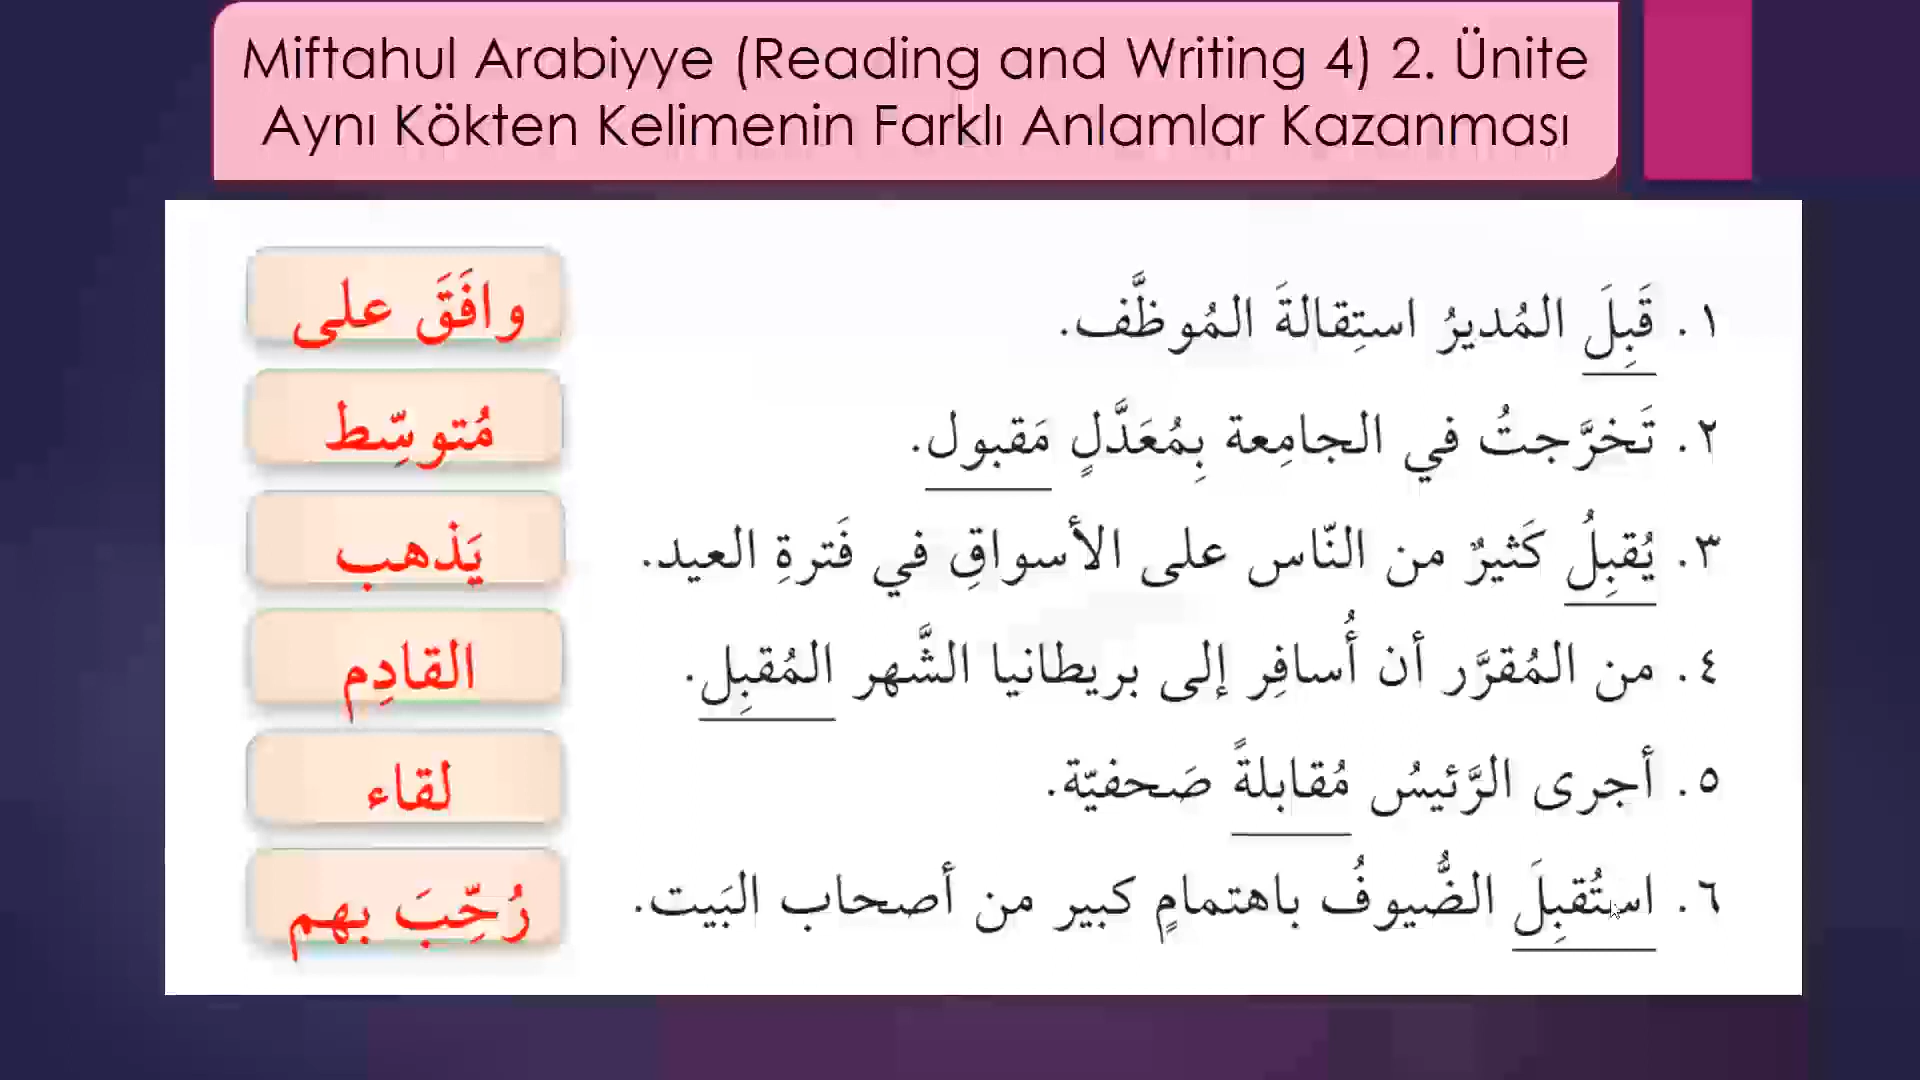 Miftahul Arabiyye (Reading and Writing 4) 2. Ünite
Aynı Kökten Kelimenin Farklı Anlamlar Kazanması
١. قَبِلَ المُديرُ استِقالةَ المُوظَّف.
وافَقَ على
٢. تَخرَّجتُ في الجامِعة بِمُعَدَّلٍ مَقبول.
مُتوسِّط
٣. يُقبِلُ كَثيرٌ من النّاس على الأسواقِ في فَترةِ العيد.
يَذهب
٤. من المُقرَّر أن أُسافِر إلى بريطانيا الشَّهر المُقبِل.
القادِم
٥. أجرى الرَّئيسُ مُقابلةً صَحفيّة.
لقاء
٦. استُقبِلَ الضُّيوفُ باهتمامٍ كبير من أصحاب البَيت.
رُحِّبَ بهم